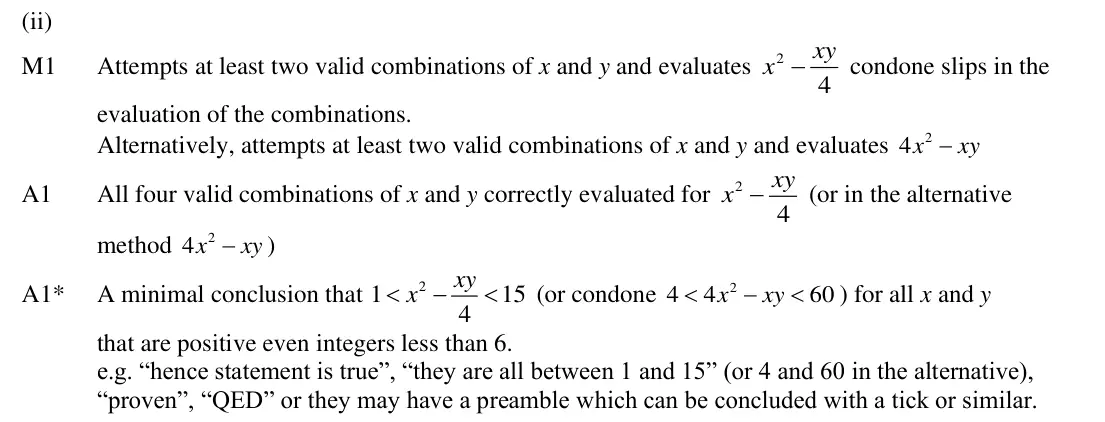 (ii)
M1 Attempts at least two valid combinations of x and y and evaluates x² − xy/4 condone slips in the
evaluation of the combinations.
Alternatively, attempts at least two valid combinations of x and y and evaluates 4x² − xy
A1 All four valid combinations of x and y correctly evaluated for x² − xy/4 (or in the alternative
method 4x² − xy )
A1* A minimal conclusion that 1 < x² − xy/4 < 15 (or condone 4 < 4x² − xy < 60 ) for all x and y
that are positive even integers less than 6.
e.g. “hence statement is true”, “they are all between 1 and 15” (or 4 and 60 in the alternative),
“proven”, “QED” or they may have a preamble which can be concluded with a tick or similar.